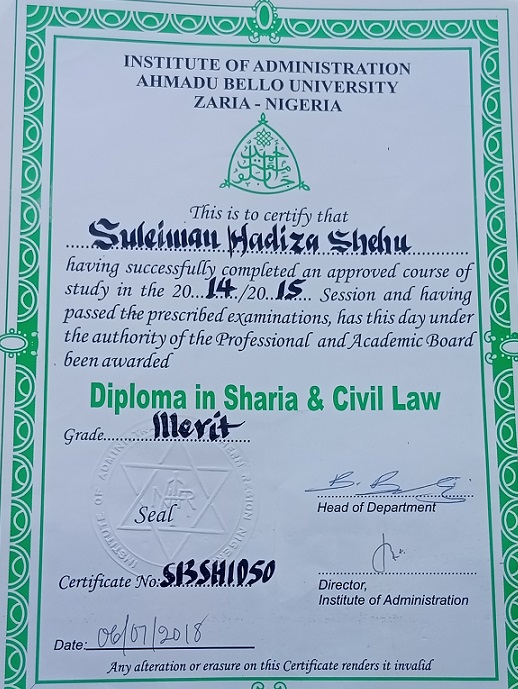 INSTITUTE OF ADMINISTRATION
AHMADU BELLO UNIVERSITY
ZARIA - NIGERIA
This is to certify that
Suleiman Hadiza Shehu
having successfully completed an approved course of
study in the 20...14../20..15... Session and having
passed the prescribed examinations, has this day under
the authority of the Professional and Academic Board
been awarded
Diploma in Sharia & Civil Law
Grade.......Merit
Seal
Head of Department
Certificate No:SBSH1050
Director,
Institute of Administration
Date: 06/07/2018
Any alteration or erasure on this Certificate renders it invalid